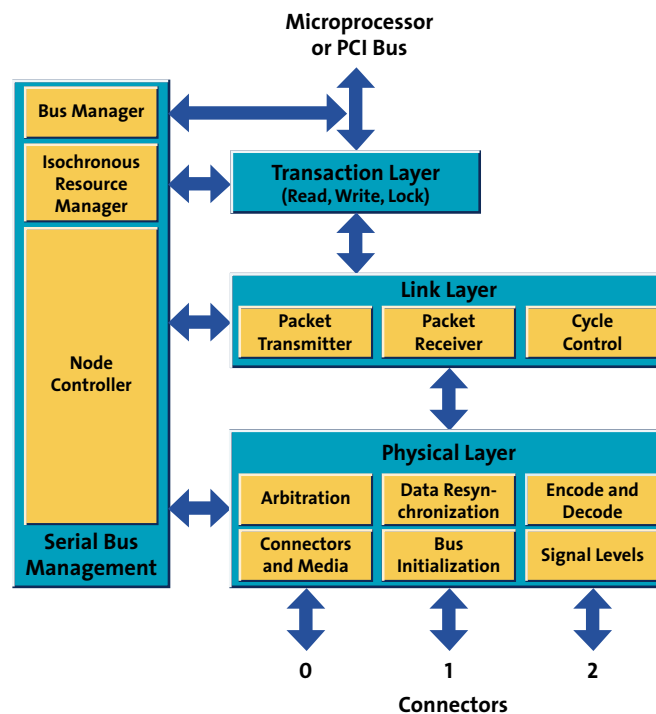 Microprocessor
or PCI Bus
Bus Manager
Isochronous
Resource
Manager
Node
Controller
Serial Bus
Management
Transaction Layer
(Read, Write, Lock)
Link Layer
Packet
Transmitter
Packet
Receiver
Cycle
Control
Physical Layer
Arbitration
Data Resyn-
chronization
Encode and
Decode
Connectors
and Media
Bus
Initialization
Signal Levels
0
1
2
Connectors